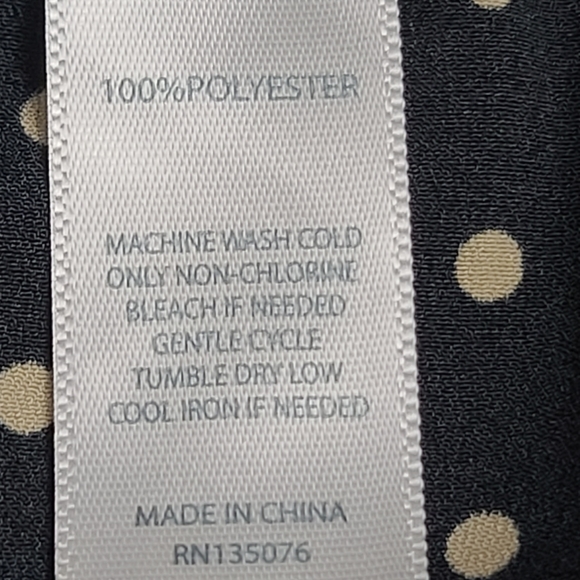 100%POLYESTER
MACHINE WASH COLD
ONLY NON-CHLORINE
BLEACH IF NEEDED
GENTLE CYCLE
TUMBLE DRY LOW
COOL IRON IF NEEDED
MADE IN CHINA
RN135076